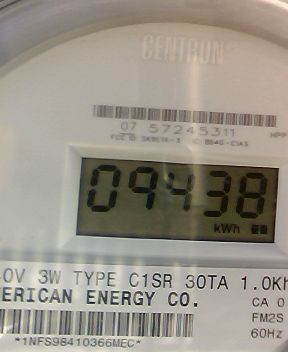 CENTRON
07 57245311
09438
kWh
0V 3W TYPE C1SR 30TA 1.0Kh
ERICAN ENERGY CO.
CA 0
FM2S
60Hz
*1NFS98410366MEC*